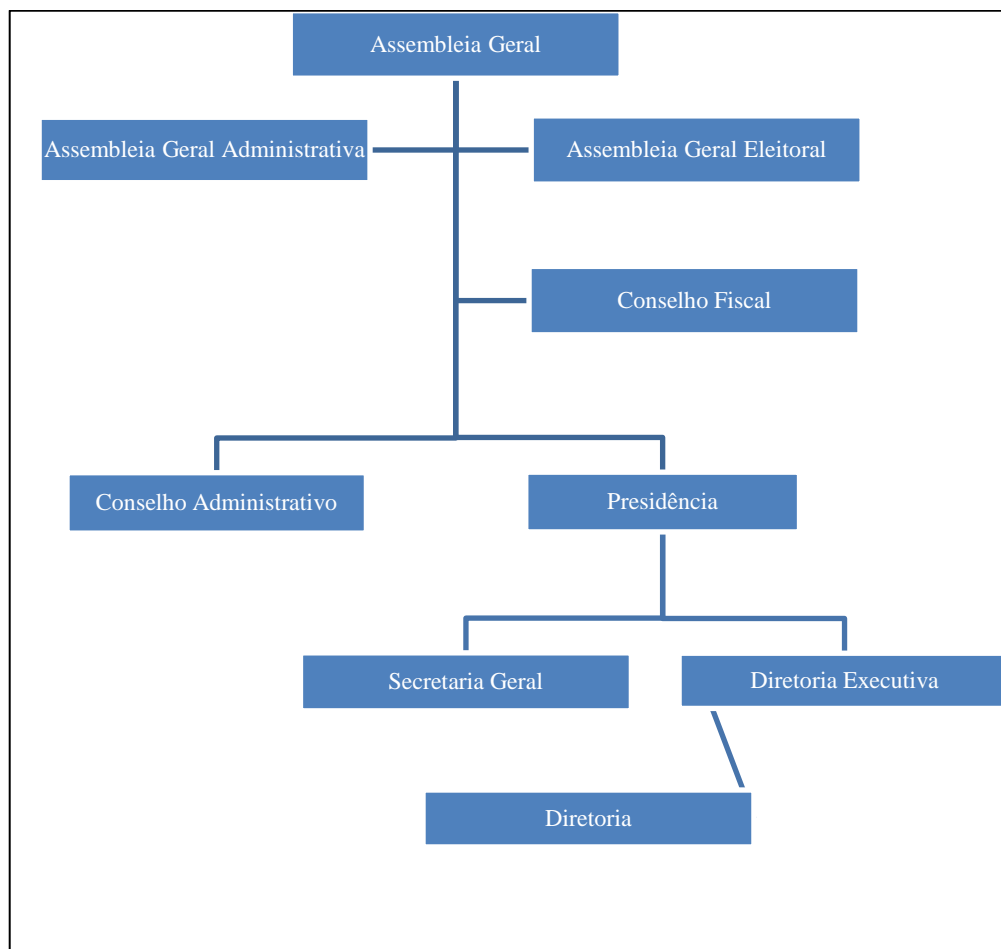 Assembleia Geral
Assembleia Geral Administrativa
Assembleia Geral Eleitoral
Conselho Fiscal
Conselho Administrativo
Presidência
Secretaria Geral
Diretoria Executiva
Diretoria